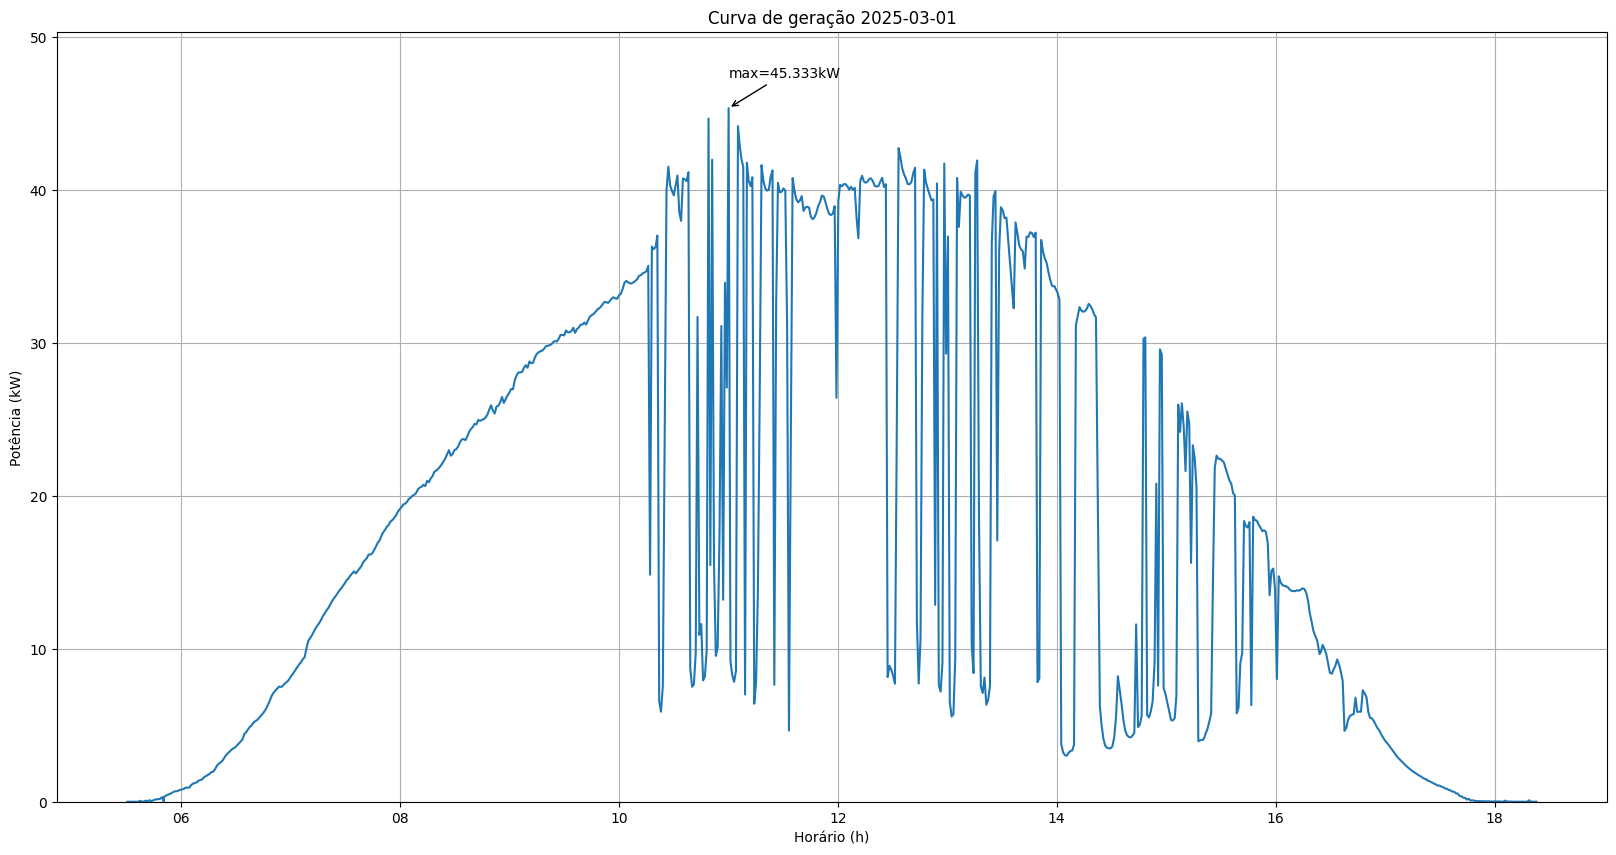 Curva de geração 2025-03-01
50
max=45.333kW
40
30
Potência (kW)
20
10
0
06 08 10 12 14 16 18
Horário (h)